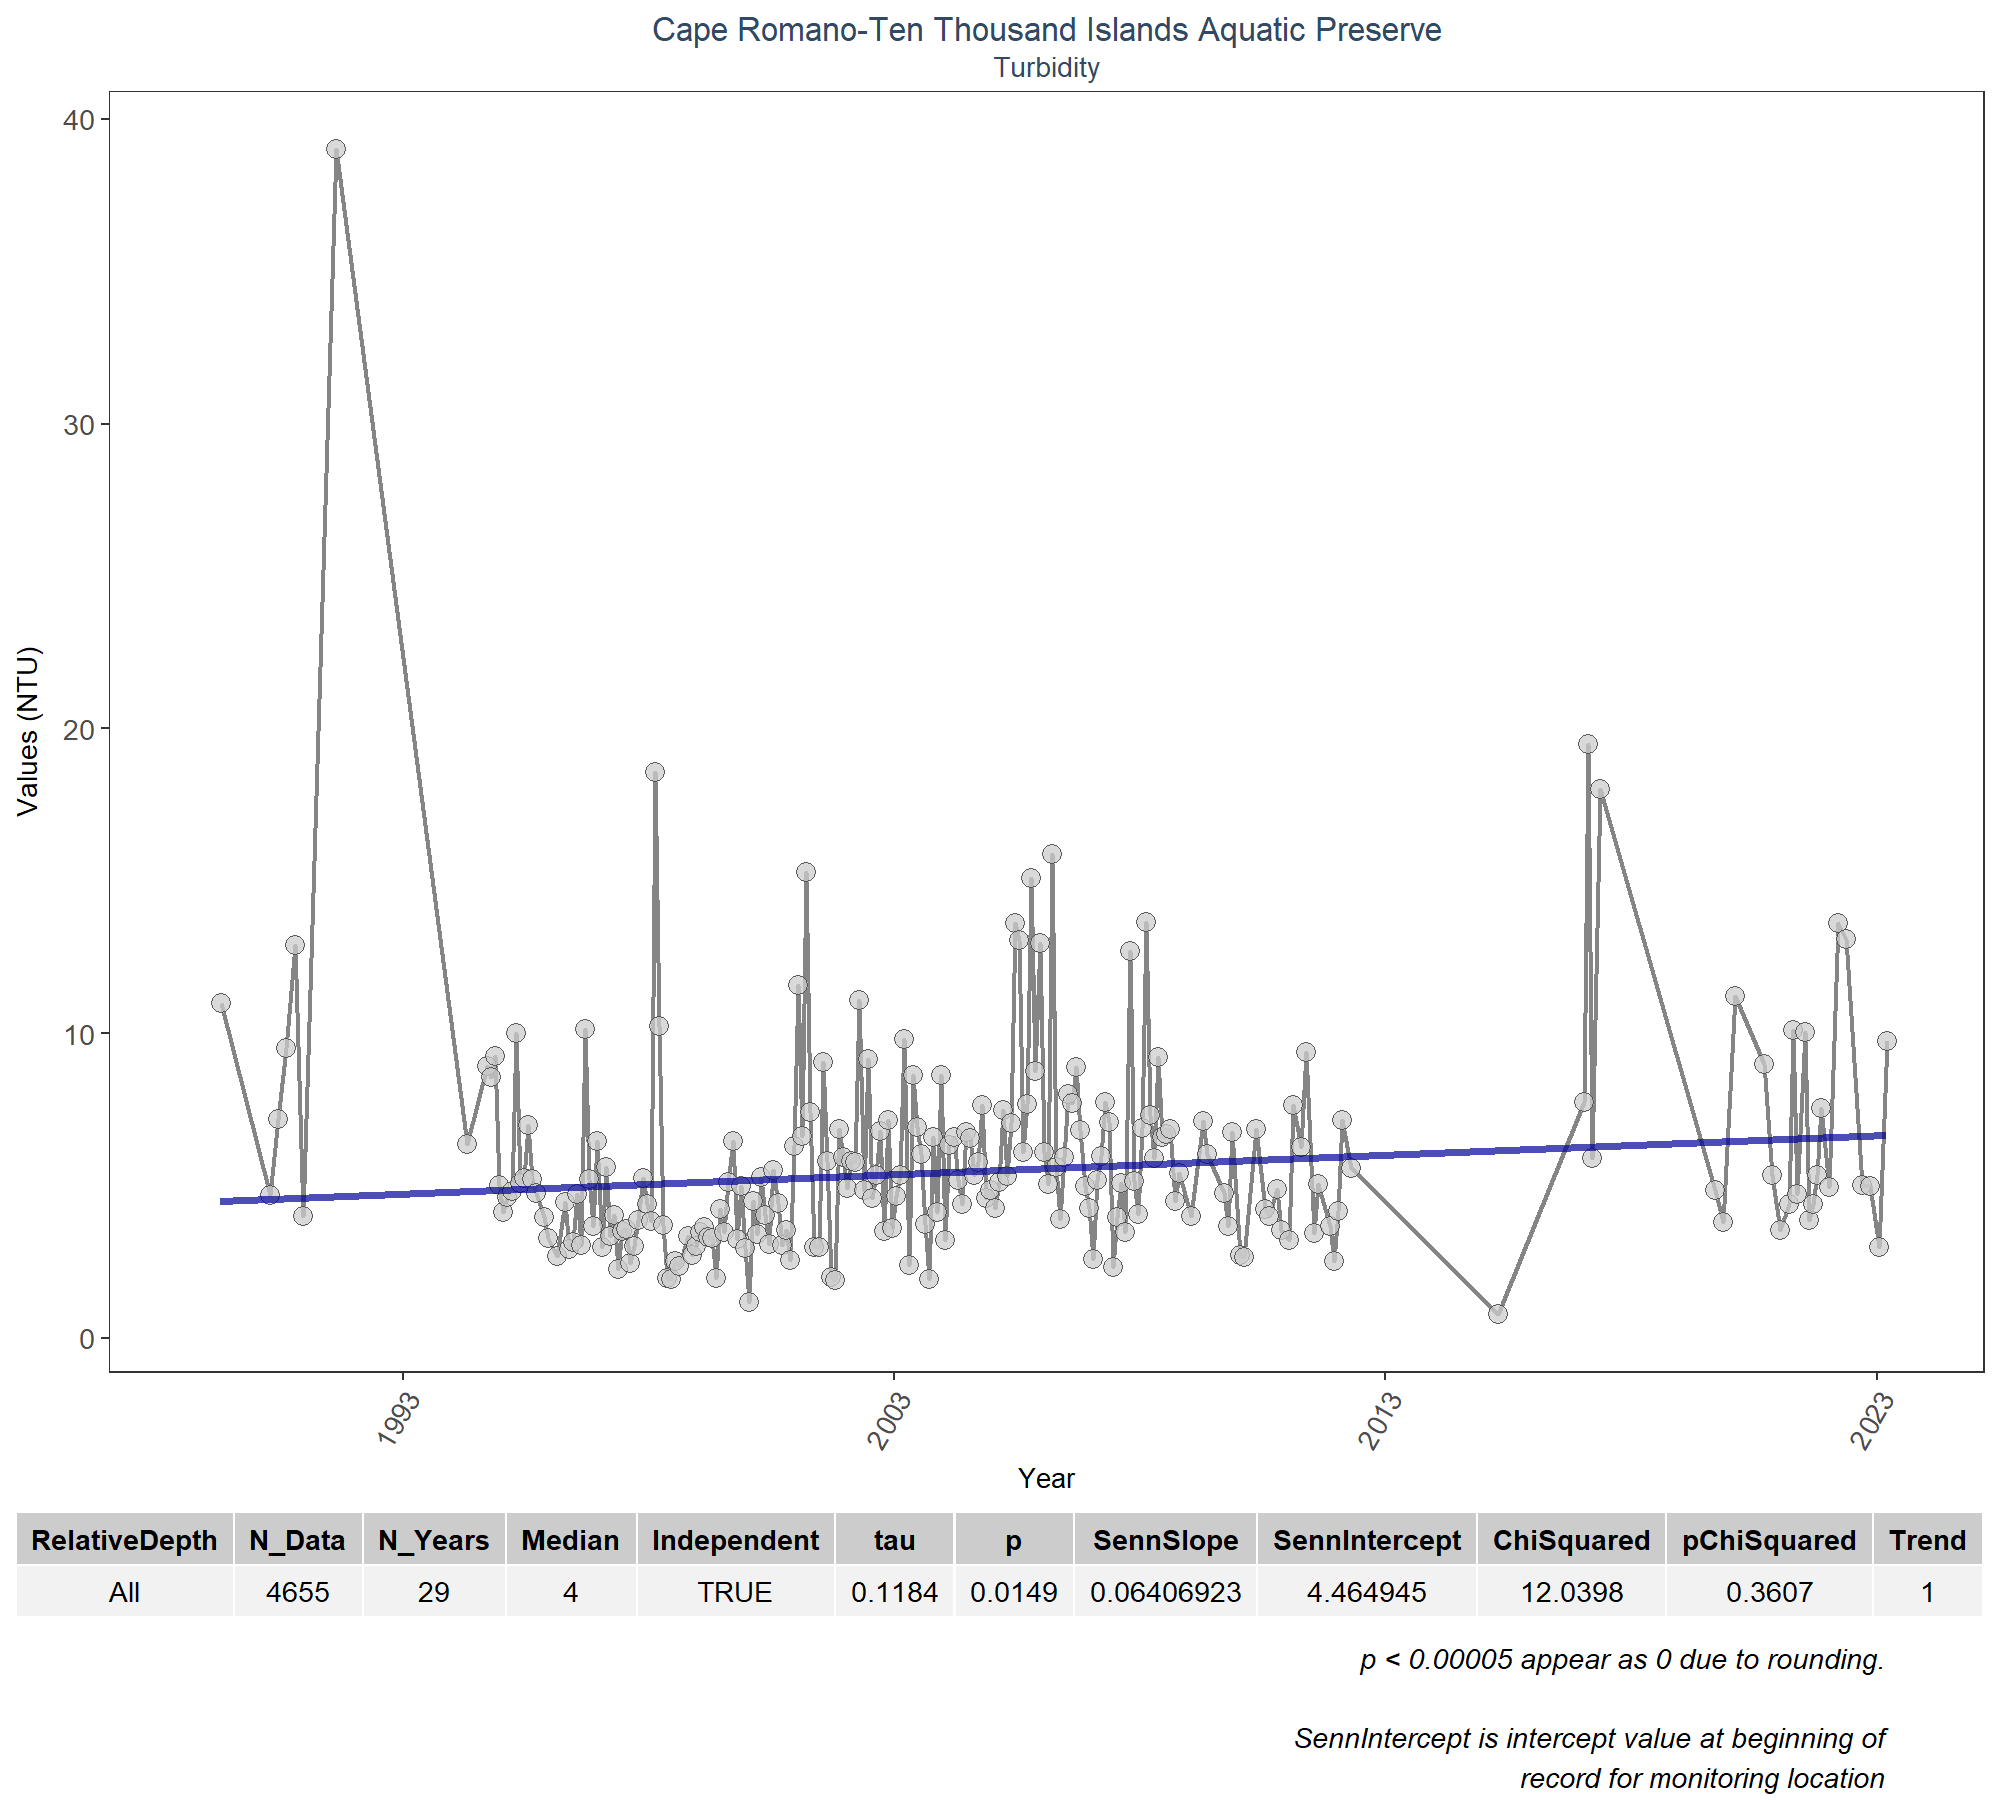 Cape Romano-Ten Thousand Islands Aquatic Preserve
Turbidity
Values (NTU)
40
30
20
10
0
1993 2003 2013 2023
Year
RelativeDepth N_Data N_Years Median Independent tau p SennSlope SennIntercept ChiSquared pChiSquared Trend
All 4655 29 4 TRUE 0.1184 0.0149 0.06406923 4.464945 12.0398 0.3607 1
p < 0.00005 appear as 0 due to rounding.
SennIntercept is intercept value at beginning of
record for monitoring location